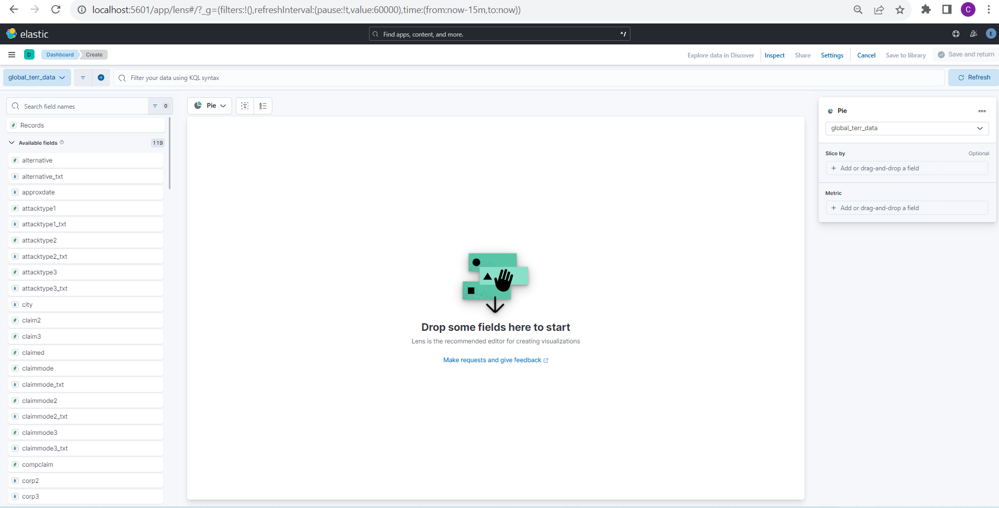 localhost:5601/app/lens#/?_g=(filters:!(),refreshInterval:(pause:!t,value:60000),time:(from:now-15m,to:now))
C
elastic
Find apps, content, and more.
^/
E
D
Dashboard
Create
Explore data in Discover
Inspect
Share
Settings
Cancel
Save to library
Save and return
global_terr_data
Filter your data using KQL syntax
Refresh
Search field names
0
# Records
Available fields
119
# alternative
k alternative_txt
k approxdate
# attacktype1
k attacktype1_txt
# attacktype2
k attacktype2_txt
# attacktype3
k attacktype3_txt
k city
# claim2
# claim3
# claimed
# claimmode
k claimmode_txt
# claimmode2
k claimmode2_txt
# claimmode3
k claimmode3_txt
# compclaim
k corp2
k corp3
Pie
Drop some fields here to start
Lens is the recommended editor for creating visualizations
Make requests and give feedback
Pie
global_terr_data
Slice by
Optional
+ Add or drag-and-drop a field
Metric
+ Add or drag-and-drop a field